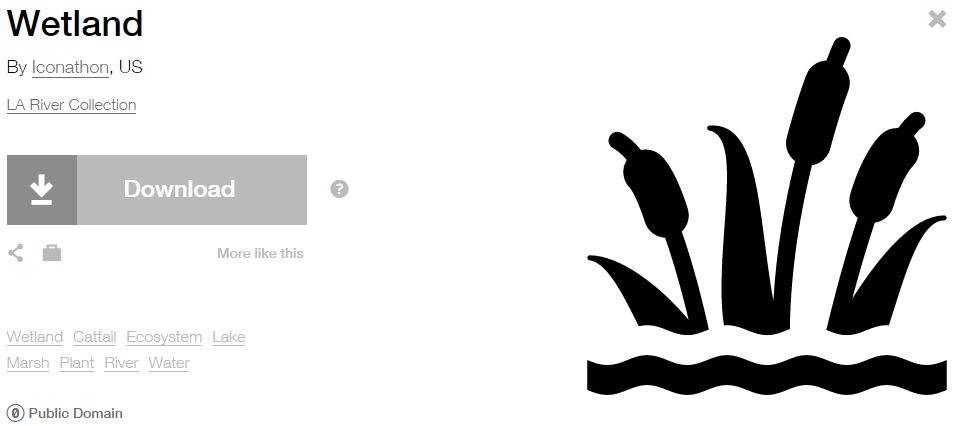 Wetland
By Iconathon, US
LA River Collection
Download
?
More like this
Wetland Cattail Ecosystem Lake
Marsh Plant River Water
0 Public Domain